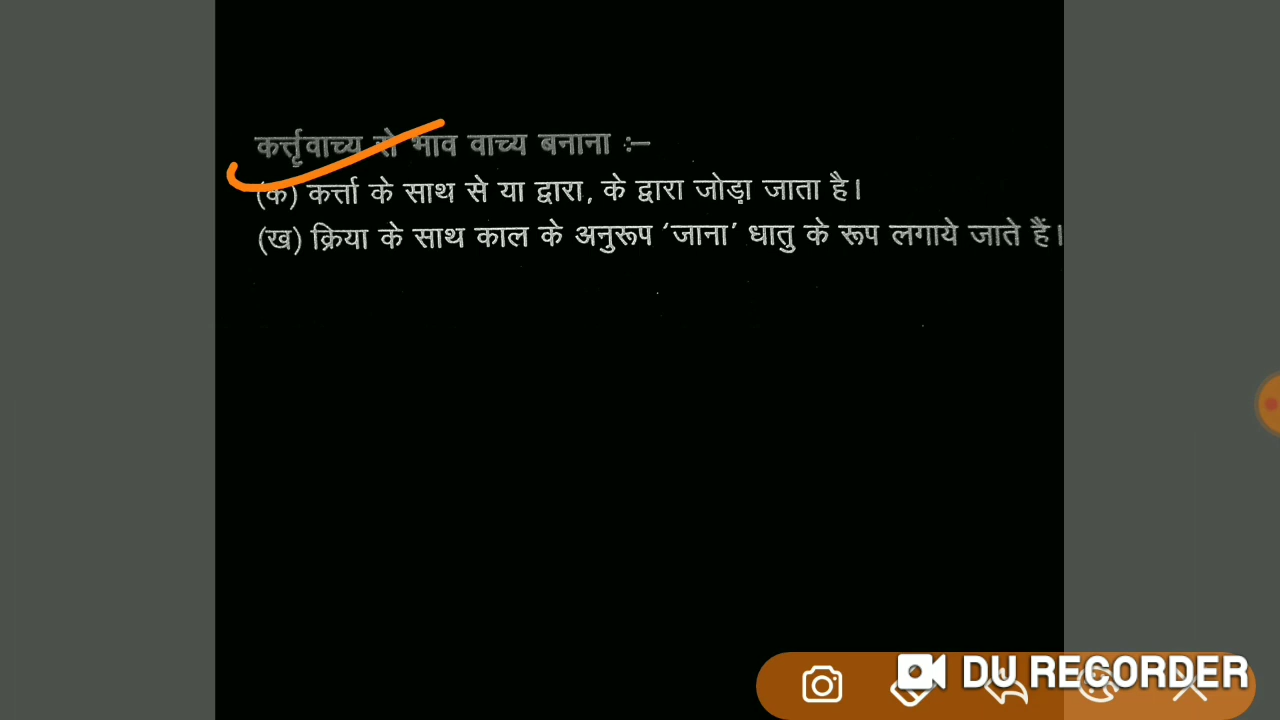 कर्त्तृवाच्य से भाव वाच्य बनाना :–
(क) कर्त्ता के साथ से या द्वारा, के द्वारा जोड़ा जाता है।
(ख) क्रिया के साथ काल के अनुरूप ‘जाना’ धातु के रूप लगाये जाते हैं।
DU RECORDER